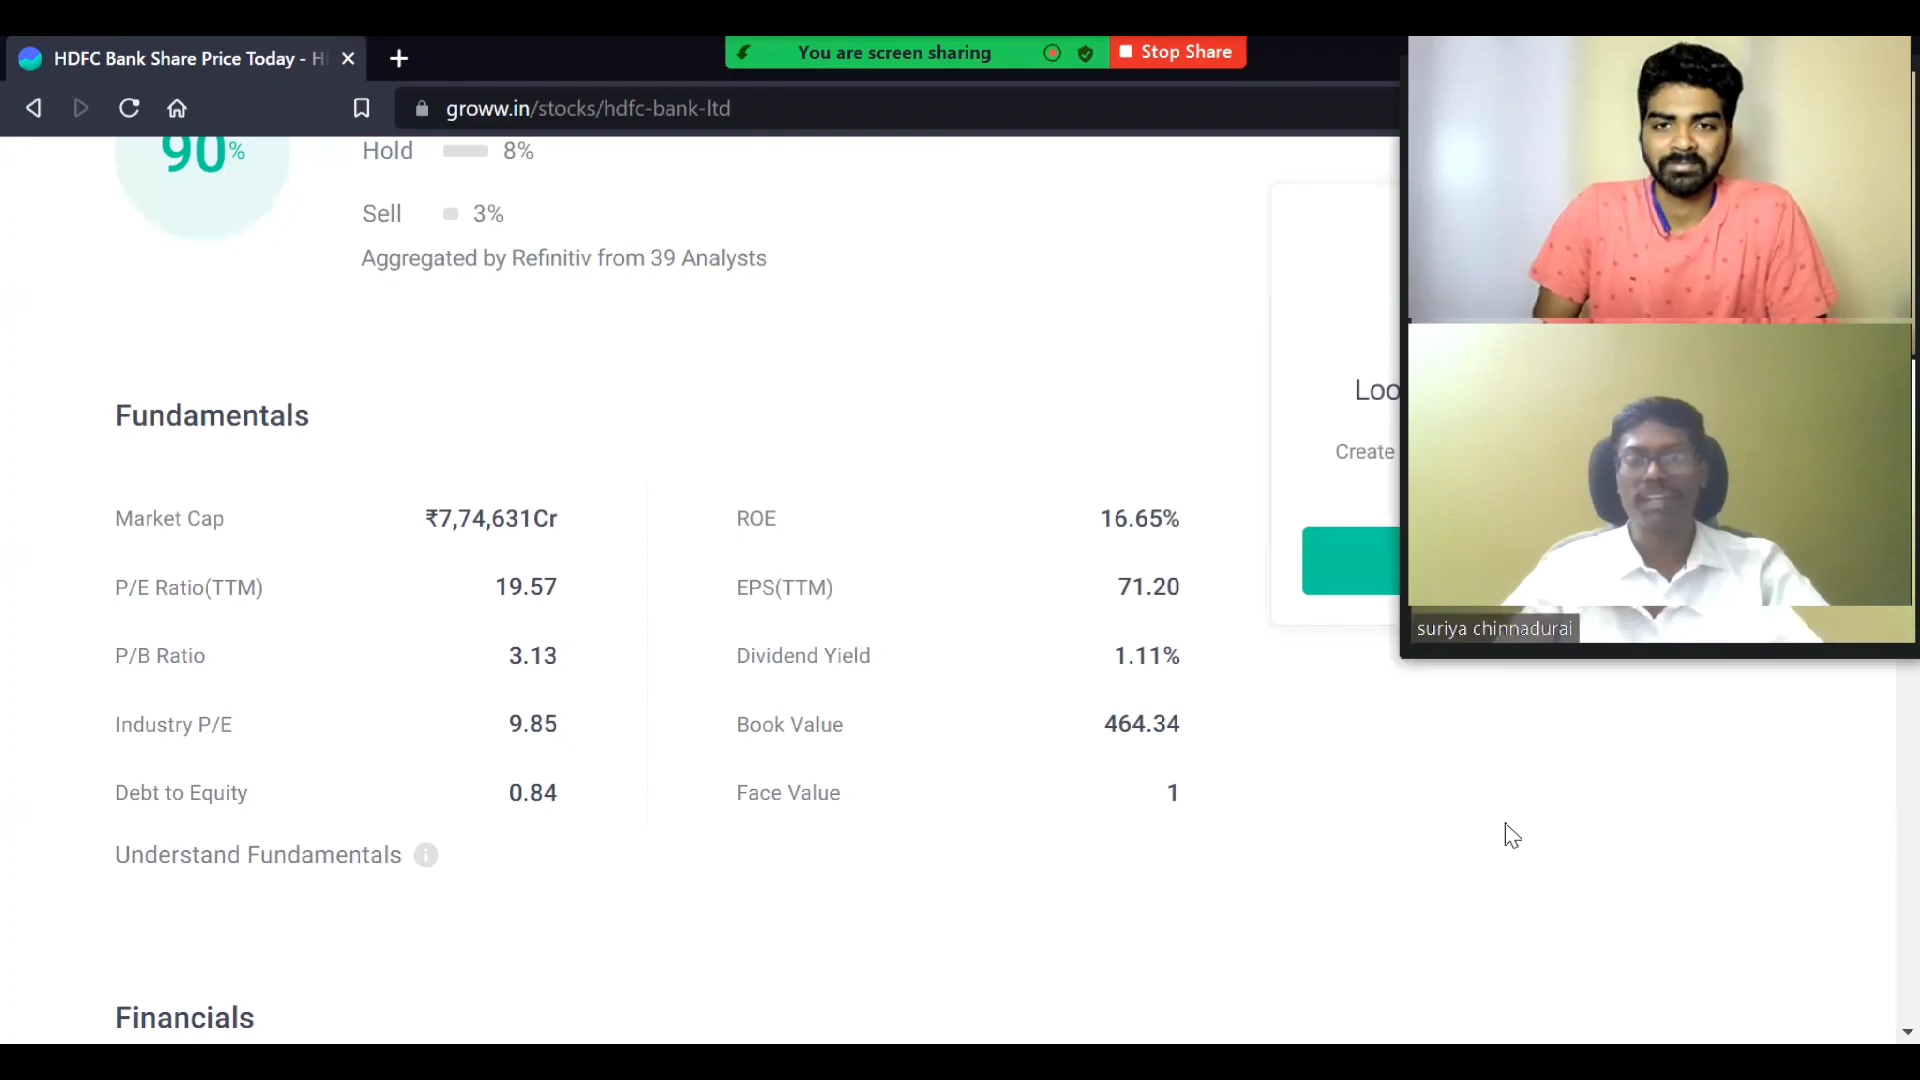 HDFC Bank Share Price Today - H
You are screen sharing
Stop Share
groww.in/stocks/hdfc-bank-ltd
90%
Hold 8%
Sell 3%
Aggregated by Refinitiv from 39 Analysts
Loo
Create
Fundamentals
Market Cap ₹7,74,631Cr ROE 16.65%
P/E Ratio(TTM) 19.57 EPS(TTM) 71.20
P/B Ratio 3.13 Dividend Yield 1.11%
Industry P/E 9.85 Book Value 464.34
Debt to Equity 0.84 Face Value 1
Understand Fundamentals
suriya chinnadurai
Financials